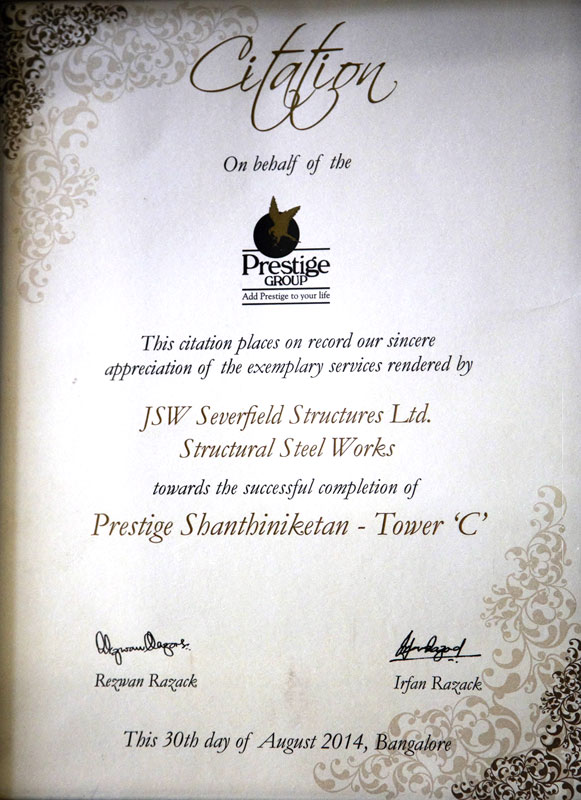 Citation
On behalf of the
Prestige
GROUP
Add Prestige to your life
This citation places on record our sincere
appreciation of the exemplary services rendered by
JSW Severfield Structures Ltd.
Structural Steel Works
towards the successful completion of
Prestige Shanthiniketan - Tower ‘C’
Rezwan Razack
Irfan Razack
This 30th day of August 2014, Bangalore